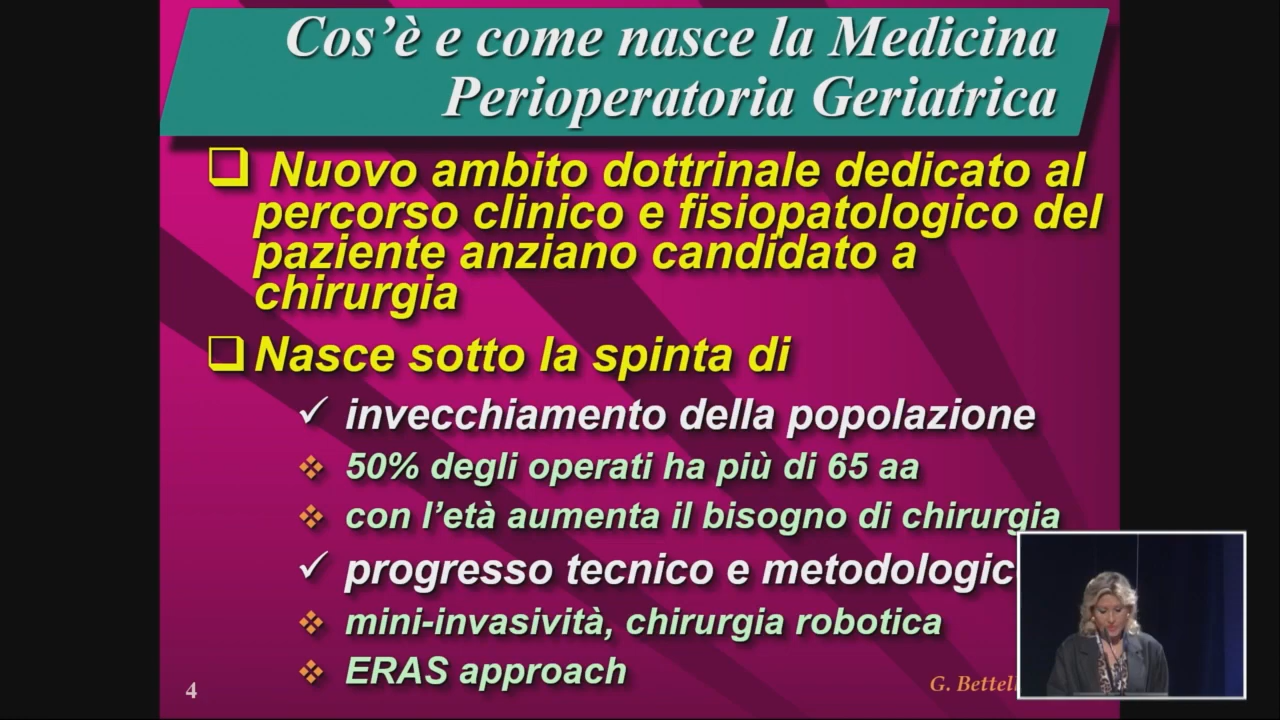 Cos’è e come nasce la Medicina
Perioperatoria Geriatrica
Nuovo ambito dottrinale dedicato al
percorso clinico e fisiopatologico del
paziente anziano candidato a
chirurgia
Nasce sotto la spinta di
invecchiamento della popolazione
50% degli operati ha più di 65 aa
con l’età aumenta il bisogno di chirurgia
progresso tecnico e metodologic
mini-invasività, chirurgia robotica
ERAS approach
4
G. Bettel